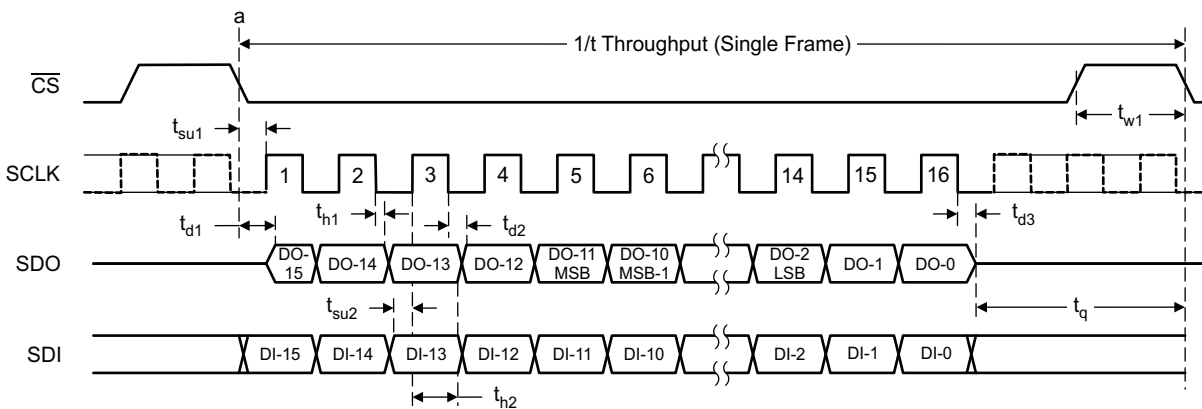 a
1/t Throughput (Single Frame)
CS
t_w1
t_su1
SCLK
1
2
3
4
5
6
14
15
16
t_d1
t_h1
t_d2
t_d3
SDO
DO-15
DO-14
DO-13
DO-12
DO-11 MSB
DO-10 MSB-1
DO-2 LSB
DO-1
DO-0
t_su2
t_q
SDI
DI-15
DI-14
DI-13
DI-12
DI-11
DI-10
DI-2
DI-1
DI-0
t_h2